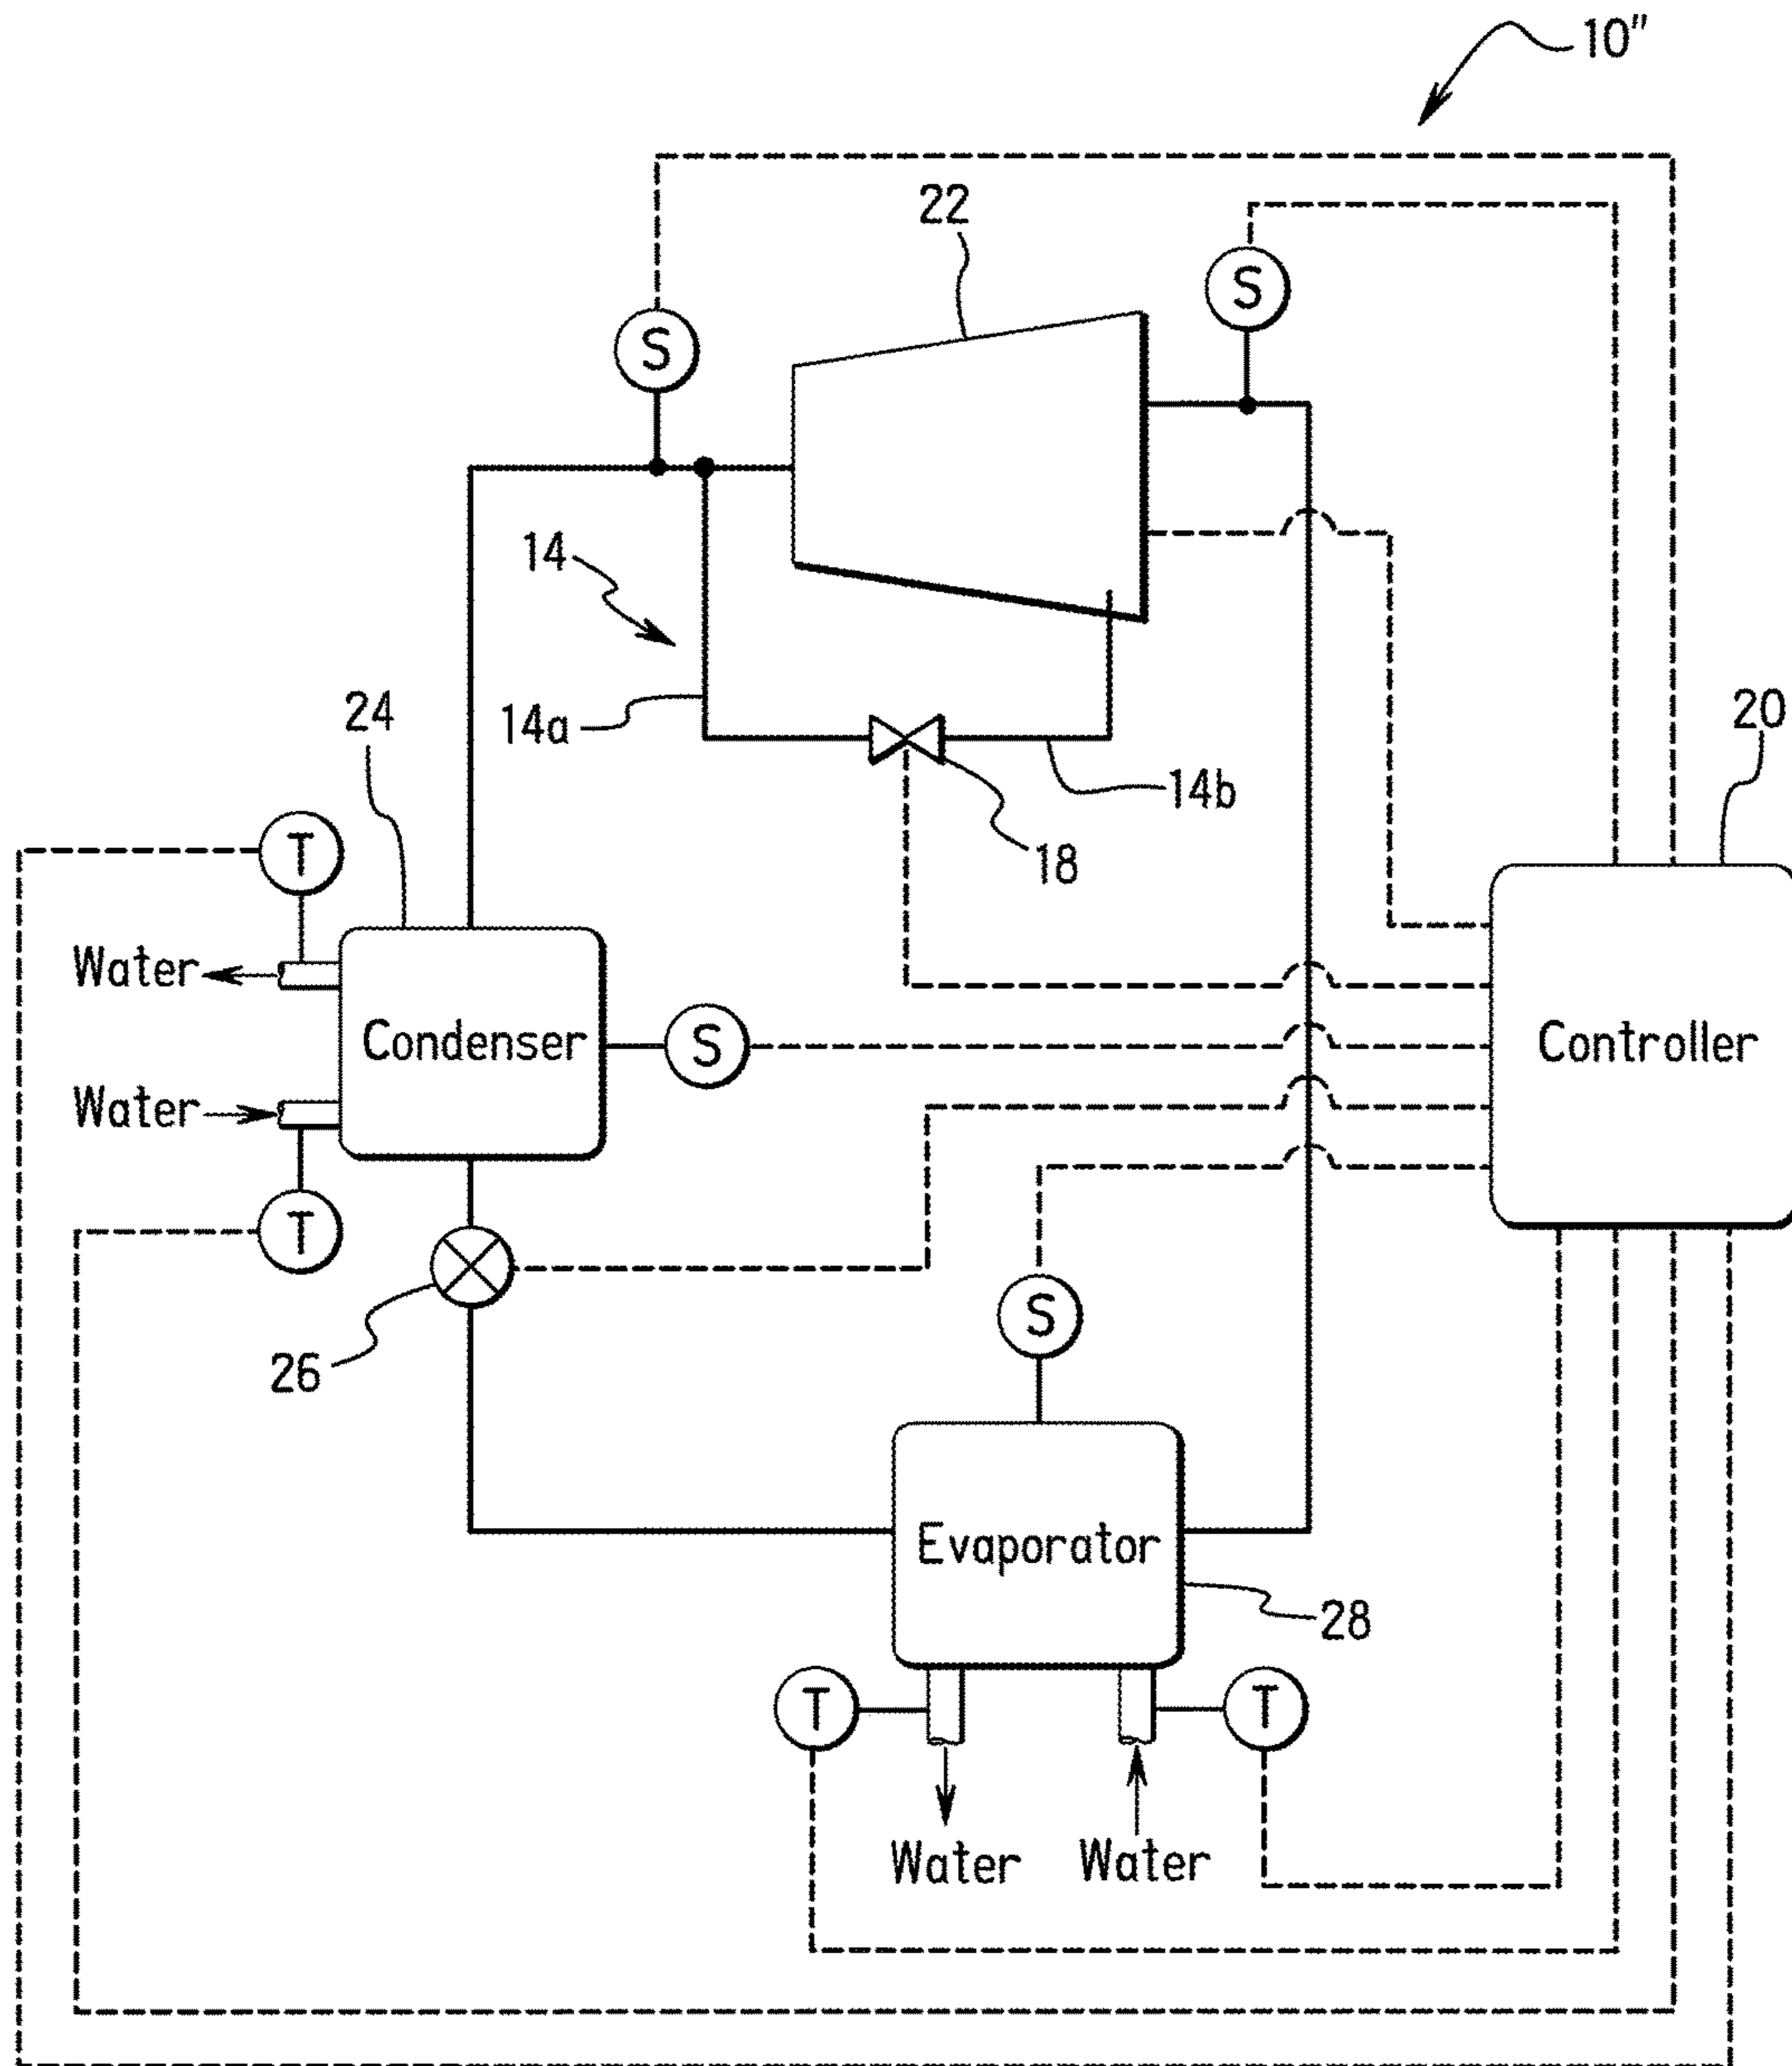 10"
22
S
S
14
14a
18
14b
24
20
T
Water
Condenser
S
Controller
Water
T
26
S
Evaporator
28
T
T
Water
Water